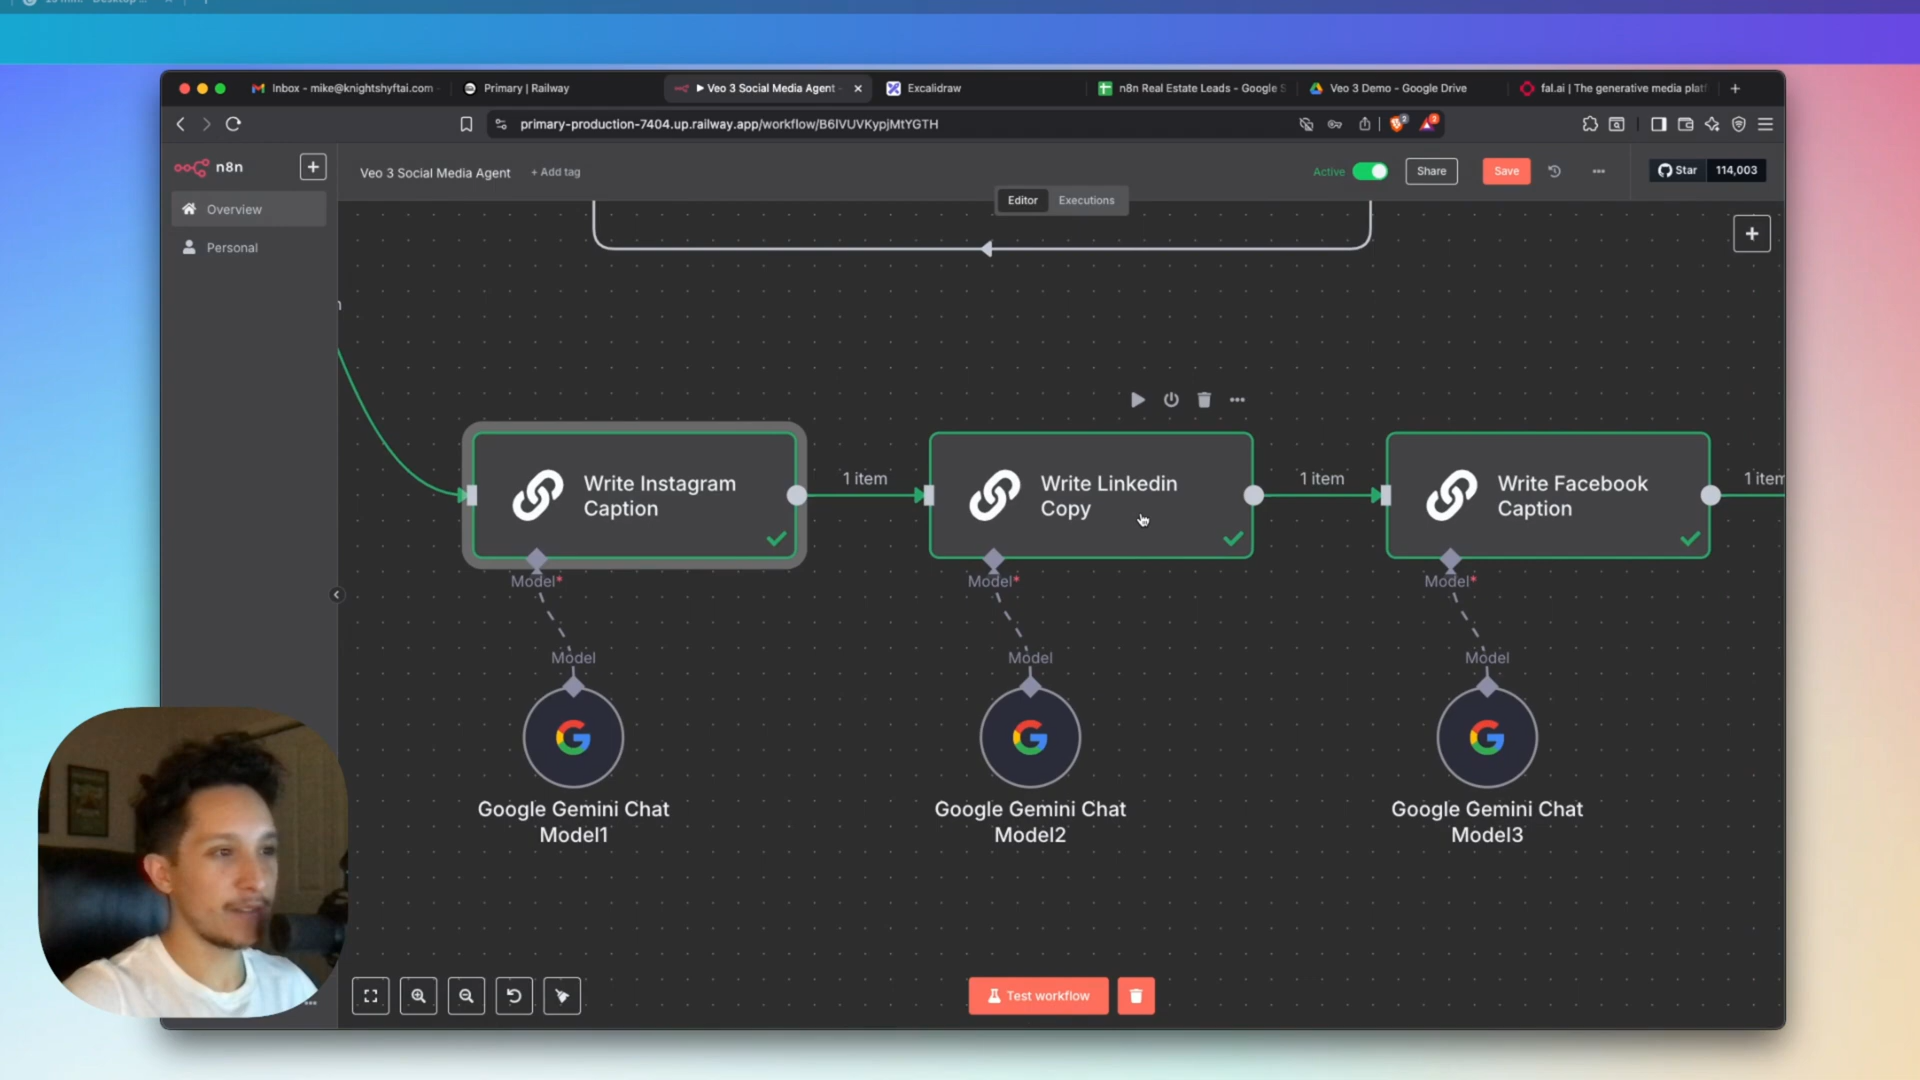 Inbox - mike@knightshyftai.com
Primary | Railway
Veo 3 Social Media Agent -
Excalidraw
n8n Real Estate Leads - Google S
Veo 3 Demo - Google Drive
fal.ai | The generative media platf
primary-production-7404.up.railway.app/workflow/B6lVUVKypjMtYGTH
n8n
Veo 3 Social Media Agent
+ Add tag
Active
Share
Save
Star
114,003
Editor
Executions
Overview
Personal
Write Instagram
Caption
1 item
Write Linkedin
Copy
1 item
Write Facebook
Caption
1 item
Model*
Model*
Model*
Model
Model
Model
Google Gemini Chat
Model1
Google Gemini Chat
Model2
Google Gemini Chat
Model3
Test workflow